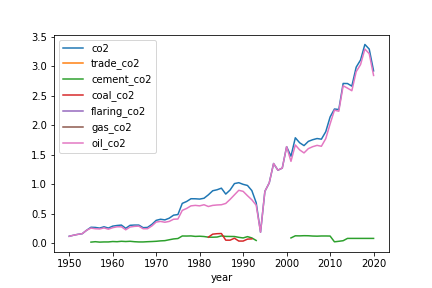 3.5
3.0
2.5
2.0
1.5
1.0
0.5
0.0
co2
trade_co2
cement_co2
coal_co2
flaring_co2
gas_co2
oil_co2
1950 1960 1970 1980 1990 2000 2010 2020
year